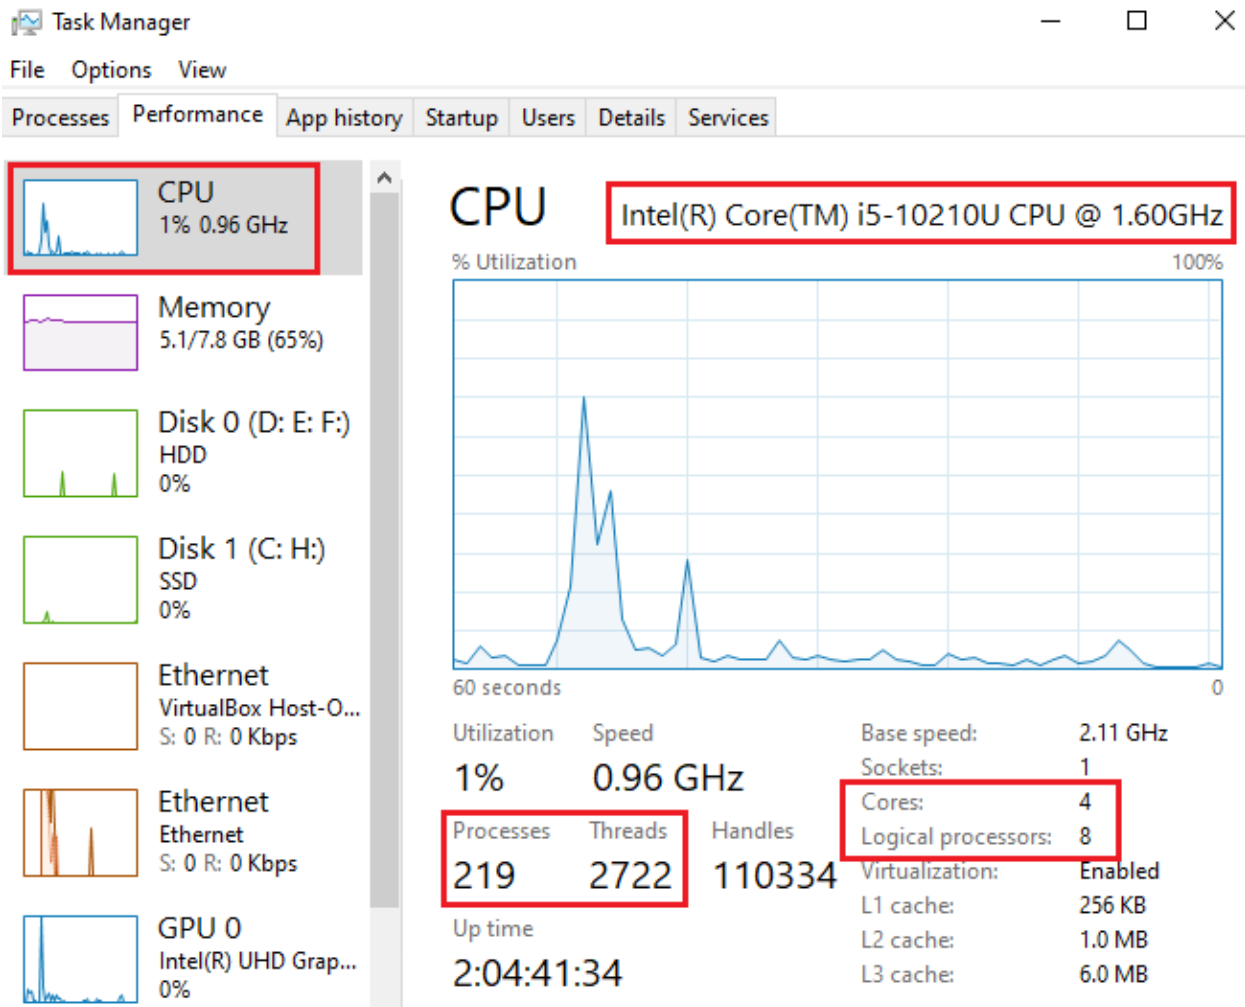 Task Manager
File Options View
Processes Performance App history Startup Users Details Services
CPU
1% 0.96 GHz
Memory
5.1/7.8 GB (65%)
Disk 0 (D: E: F:)
HDD
0%
Disk 1 (C: H:)
SSD
0%
Ethernet
VirtualBox Host-O...
S: 0 R: 0 Kbps
Ethernet
Ethernet
S: 0 R: 0 Kbps
GPU 0
Intel(R) UHD Grap...
0%
CPU Intel(R) Core(TM) i5-10210U CPU @ 1.60GHz
% Utilization 100%
60 seconds 0
Utilization Speed
1% 0.96 GHz
Processes Threads Handles
219 2722 110334
Up time
2:04:41:34
Base speed: 2.11 GHz
Sockets: 1
Cores: 4
Logical processors: 8
Virtualization: Enabled
L1 cache: 256 KB
L2 cache: 1.0 MB
L3 cache: 6.0 MB